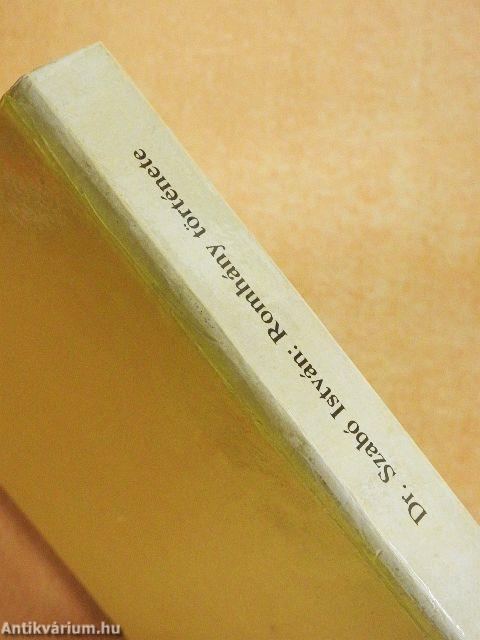 Dr. Szabó István: Romhány története
Antikvárium.hu